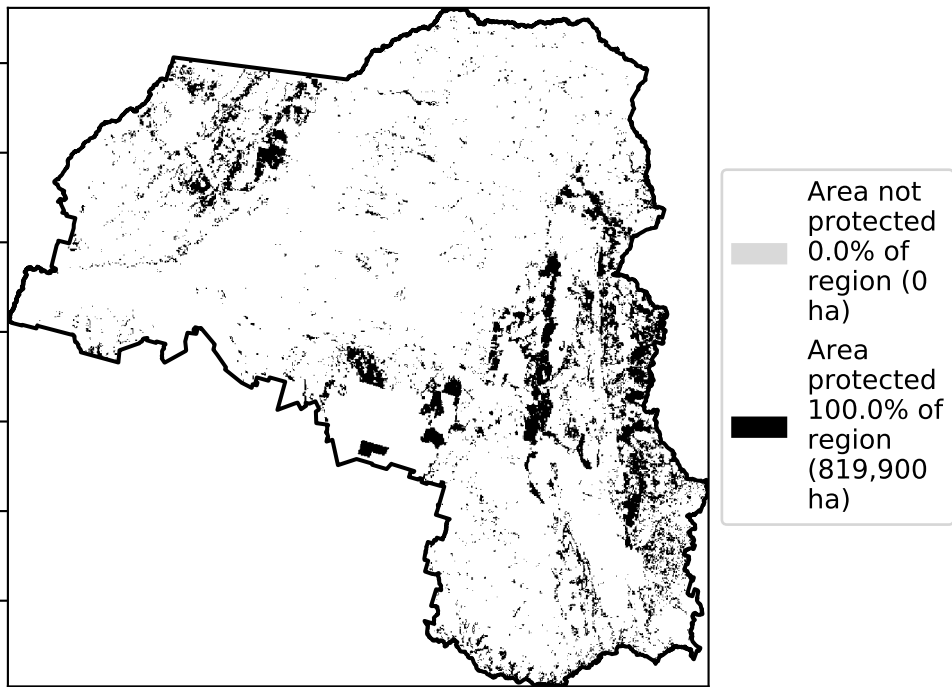 Area not
protected
0.0% of
region (0
ha)
Area
protected
100.0% of
region
(819,900
ha)